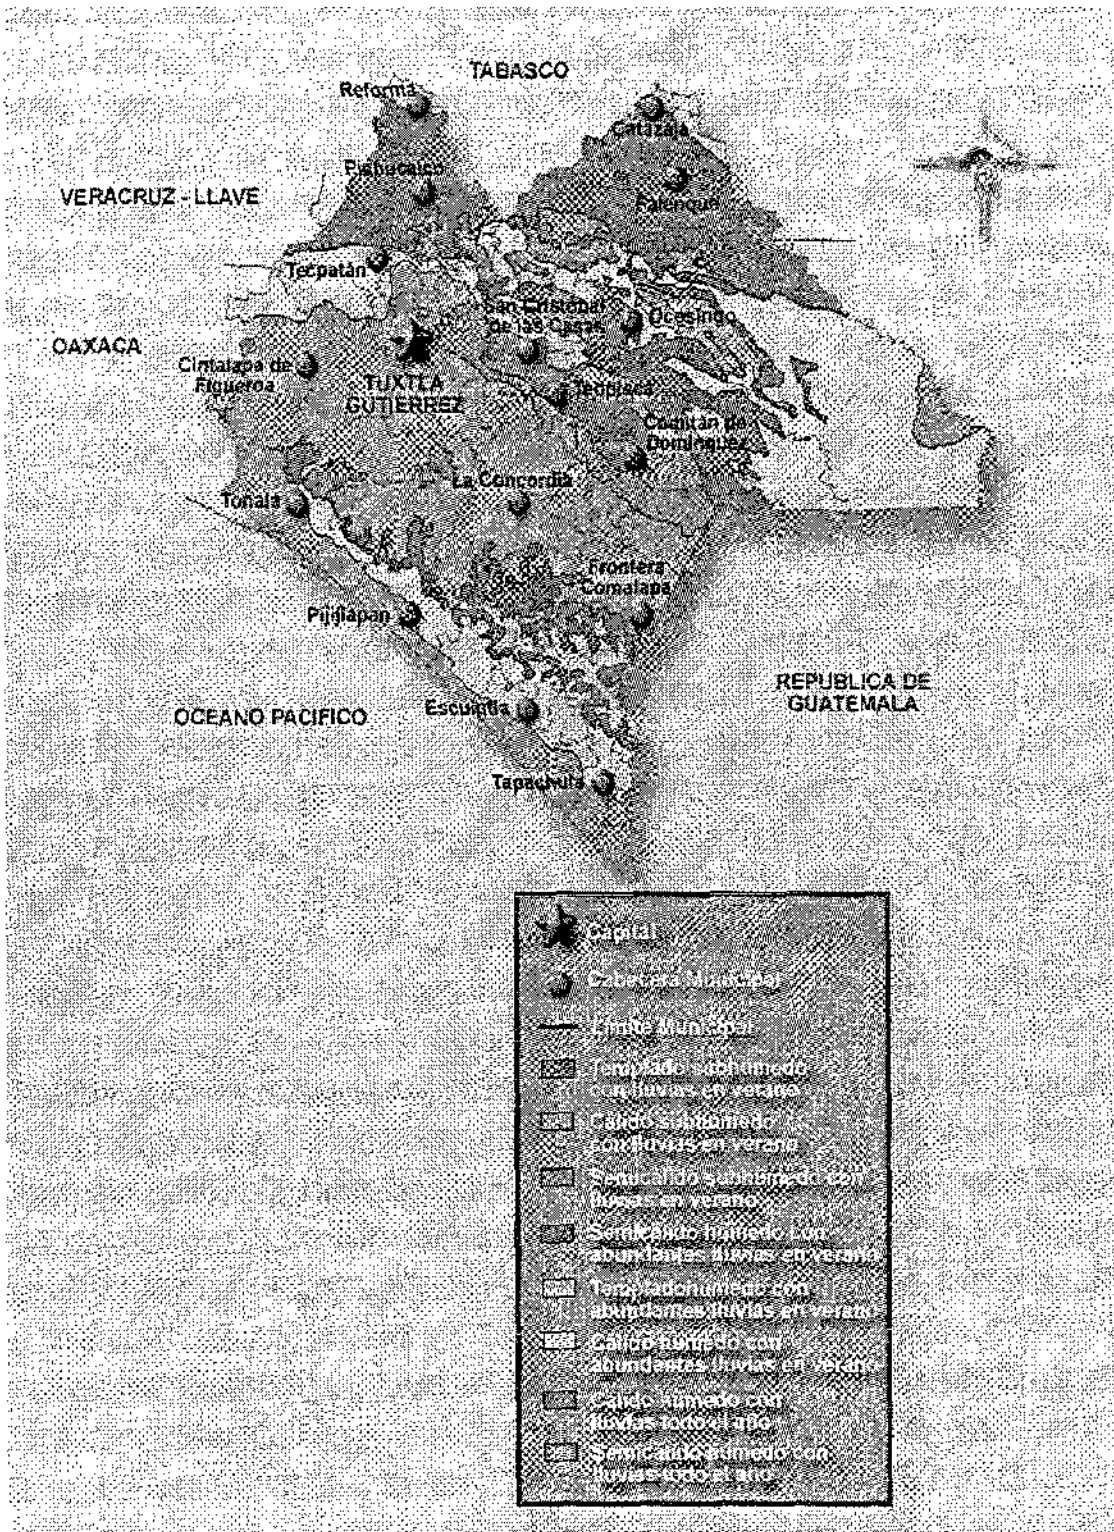 TABASCO
Reforma
Catazajá
Pichucalco
VERACRUZ - LLAVE
Palenque
Tecpatán
San Cristóbal
de las Casas
Ocosingo
OAXACA
Cintalapa de
Figueroa
TUXTLA
GUTIERREZ
Teopisca
Comitán de
Domínguez
La Concordia
Tonalá
Frontera
Comalapa
Pijijiapan
REPUBLICA DE
GUATEMALA
OCEANO PACIFICO
Escuintla
Tapachula
Capital
Cabecera Municipal
Límite Municipal
Templado subhúmedo
con lluvias en verano
Cálido subhúmedo
con lluvias en verano
Semicálido subhúmedo con
lluvias en verano
Semicálido húmedo con
abundantes lluvias en verano
Templado húmedo con
abundantes lluvias en verano
Cálido húmedo con
abundantes lluvias en verano
Cálido húmedo con
lluvias todo el año
Semicálido húmedo con
lluvias todo el año